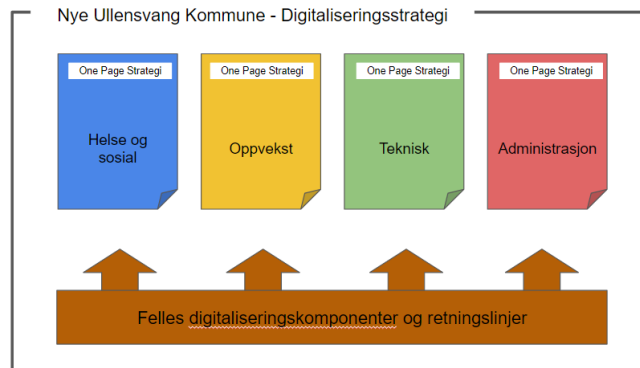 Nye Ullensvang Kommune - Digitaliseringsstrategi
One Page Strategi
Helse og
sosial
One Page Strategi
Oppvekst
One Page Strategi
Teknisk
One Page Strategi
Administrasjon
Felles digitaliseringskomponenter og retningslinjer